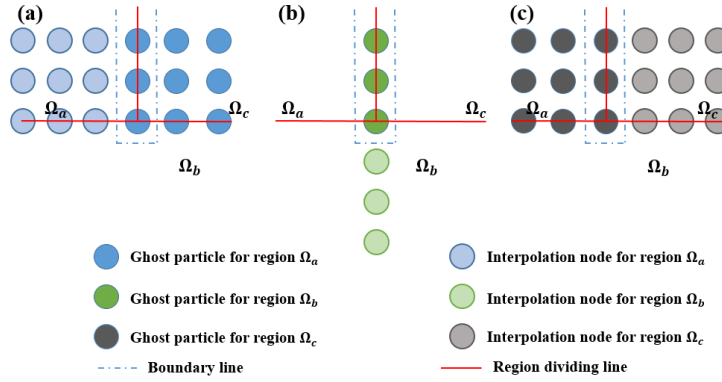 (a)
(b)
(c)
Ωa Ωc
Ωa Ωc
Ωa Ωc
Ωb
Ωb
Ωb
Ghost particle for region Ωa
Interpolation node for region Ωa
Ghost particle for region Ωb
Interpolation node for region Ωb
Ghost particle for region Ωc
Interpolation node for region Ωc
Boundary line
Region dividing line